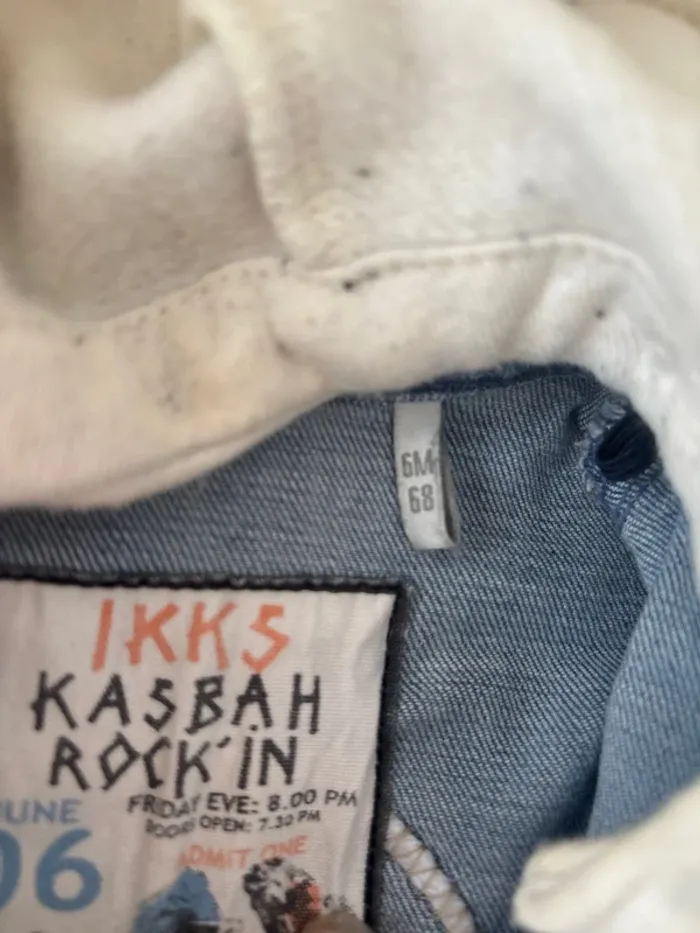 6M
68
IKKS
KASBAH
ROCK'IN
JUNE
06
FRIDAY EVE: 8.00 PM
DOORS OPEN: 7.30 PM
ADMIT ONE